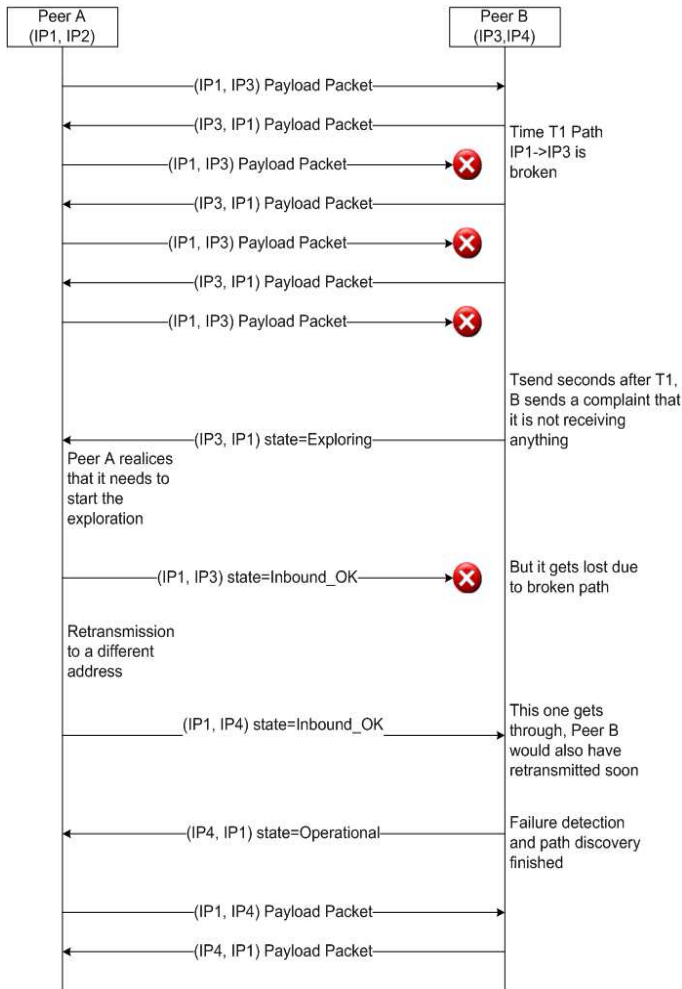 Peer A
(IP1, IP2)
Peer B
(IP3,IP4)
(IP1, IP3) Payload Packet
(IP3, IP1) Payload Packet
Time T1 Path
IP1->IP3 is
broken
(IP1, IP3) Payload Packet
(IP3, IP1) Payload Packet
(IP1, IP3) Payload Packet
(IP3, IP1) Payload Packet
(IP1, IP3) Payload Packet
Tsend seconds after T1,
B sends a complaint that
it is not receiving
anything
(IP3, IP1) state=Exploring
Peer A realices
that it needs to
start the
exploration
(IP1, IP3) state=Inbound_OK
But it gets lost due
to broken path
Retransmission
to a different
address
(IP1, IP4) state=Inbound_OK
This one gets
through, Peer B
would also have
retransmitted soon
(IP4, IP1) state=Operational
Failure detection
and path discovery
finished
(IP1, IP4) Payload Packet
(IP4, IP1) Payload Packet